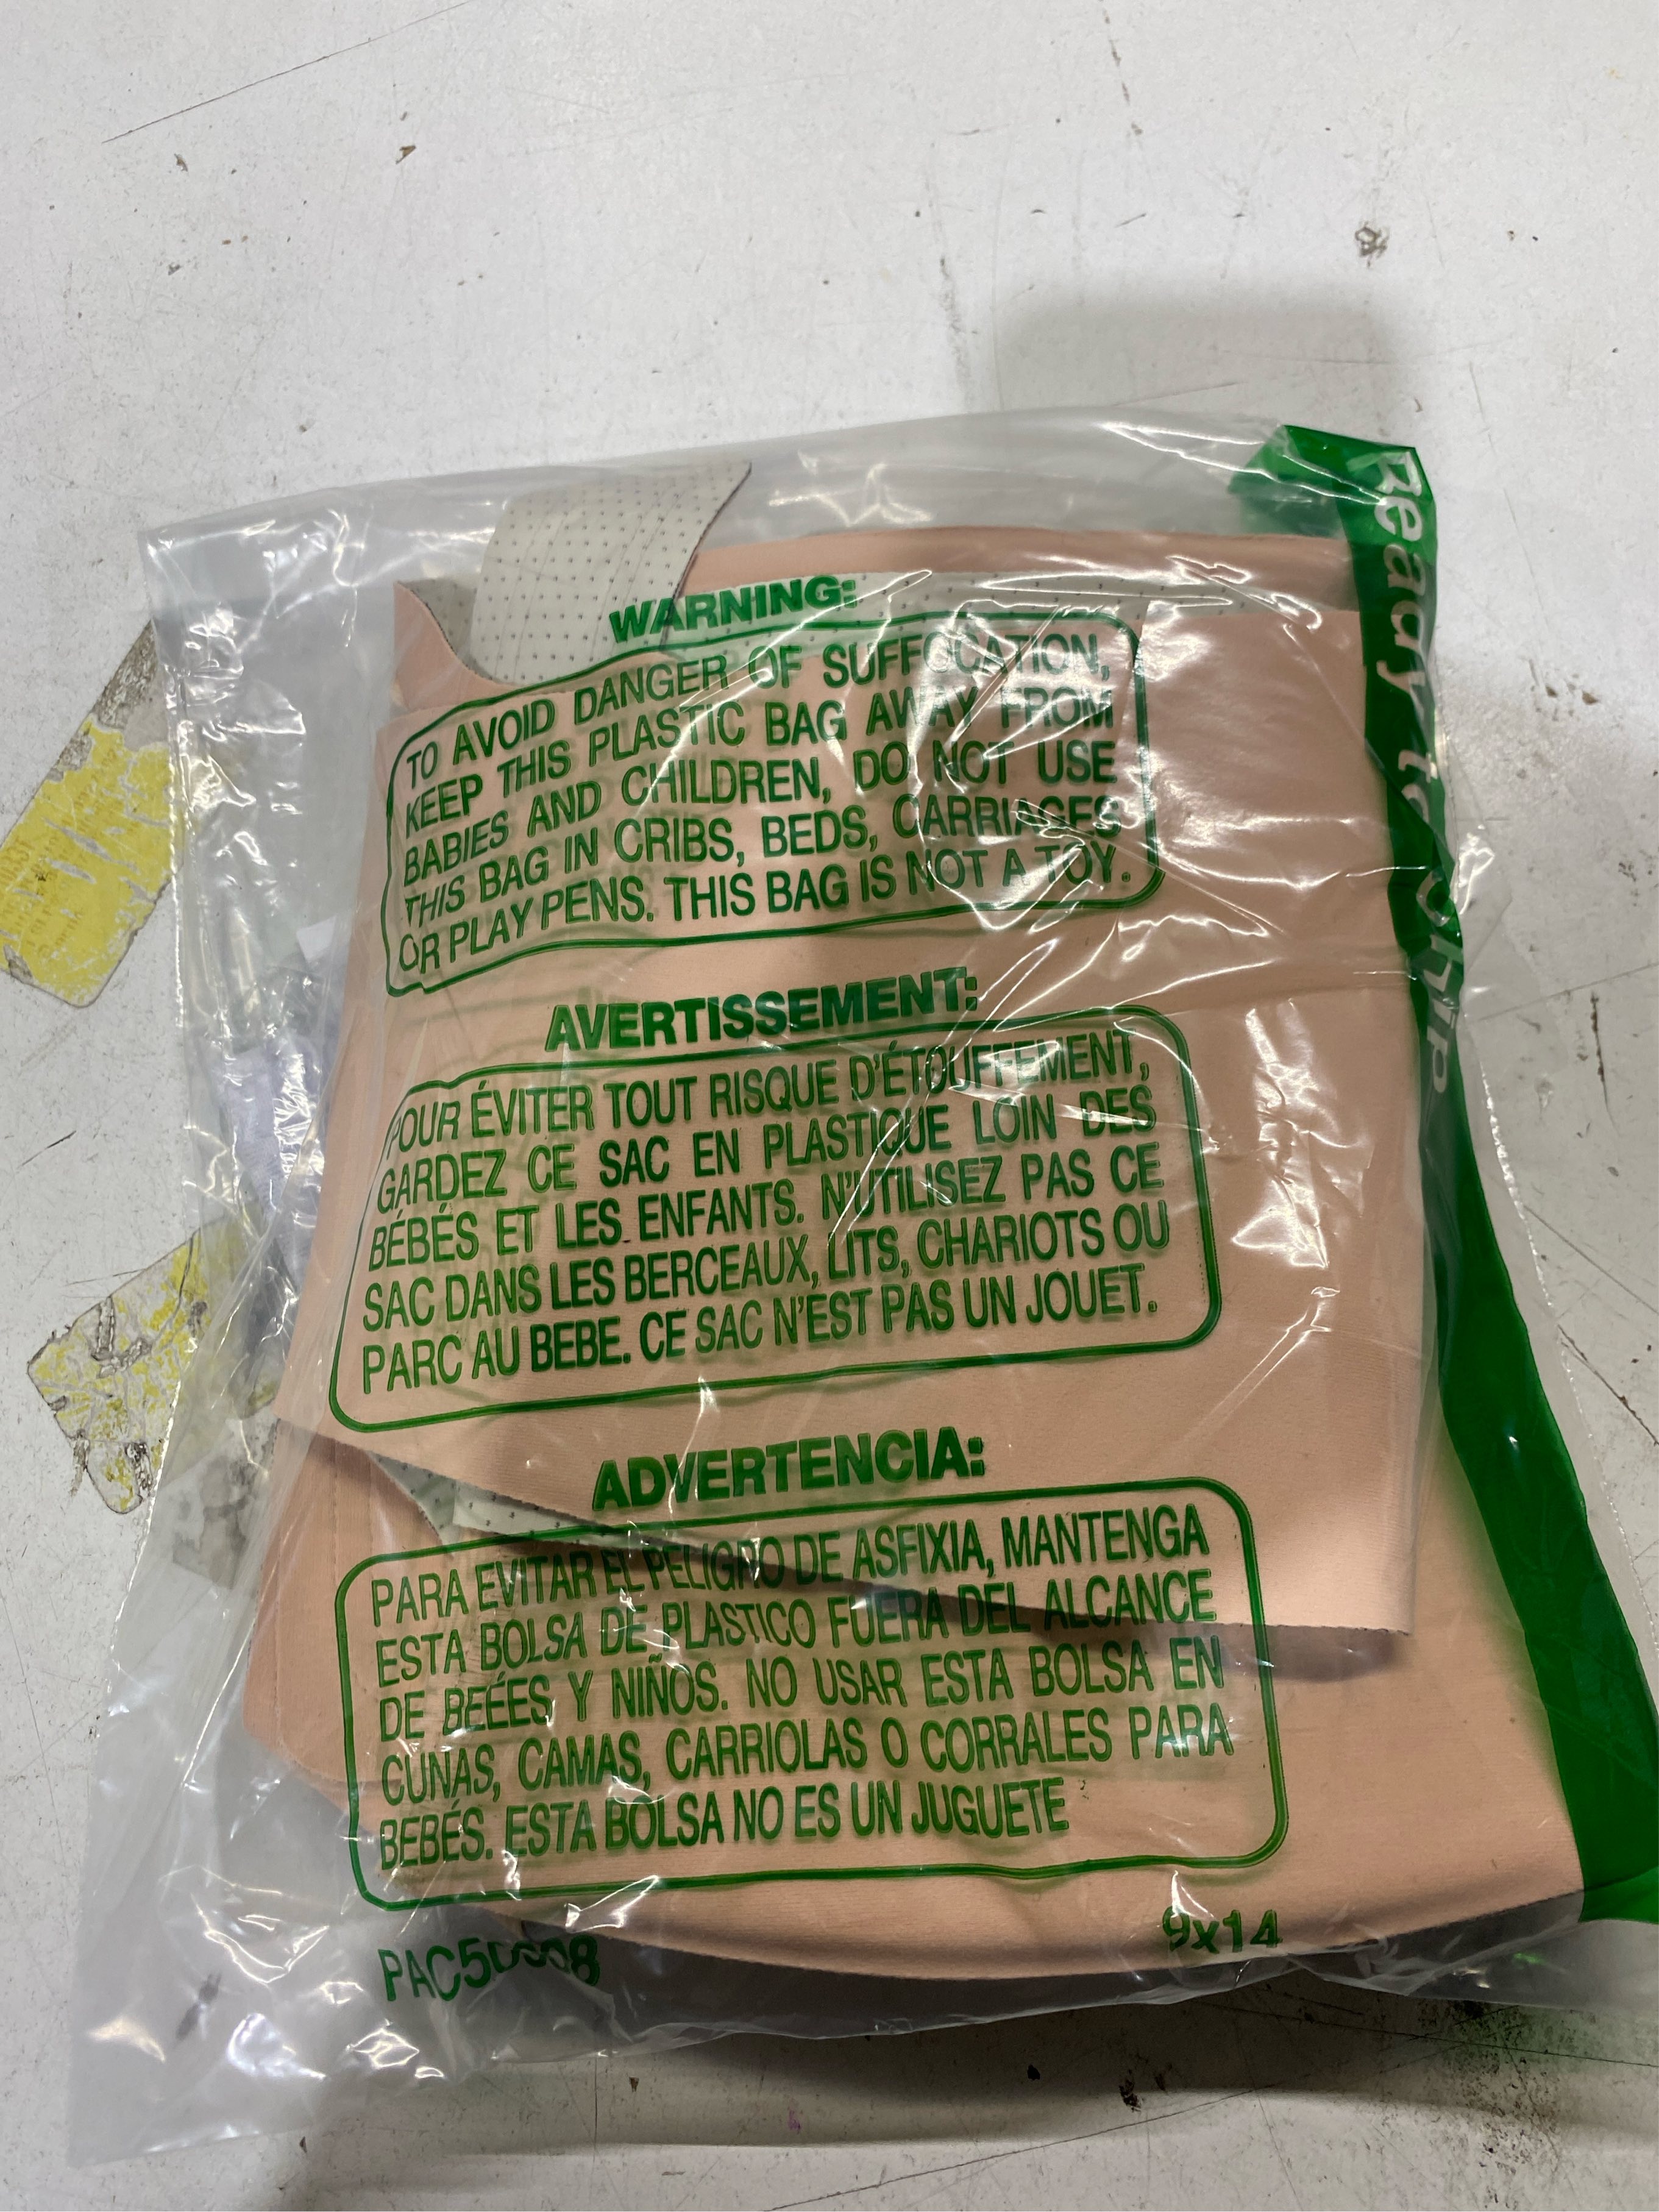 WARNING:
TO AVOID DANGER OF SUFFOCATION,
KEEP THIS PLASTIC BAG AWAY FROM
BABIES AND CHILDREN, DO NOT USE
THIS BAG IN CRIBS, BEDS, CARRIAGES
OR PLAY PENS. THIS BAG IS NOT A TOY.
AVERTISSEMENT:
POUR ÉVITER TOUT RISQUE D'ÉTOUFFEMENT,
GARDEZ CE SAC EN PLASTIQUE LOIN DES
BÉBÉS ET LES ENFANTS. N'UTILISEZ PAS CE
SAC DANS LES BERCEAUX, LITS, CHARIOTS OU
PARC AU BEBE. CE SAC N'EST PAS UN JOUET.
ADVERTENCIA:
PARA EVITAR EL PELIGRO DE ASFIXIA, MANTENGA
ESTA BOLSA DE PLASTICO FUERA DEL ALCANCE
DE BEÉES Y NIÑOS. NO USAR ESTA BOLSA EN
CUNAS, CAMAS, CARRIOLAS O CORRALES PARA
BEBÉS. ESTA BOLSA NO ES UN JUGUETE
9x14
Ready to Ship